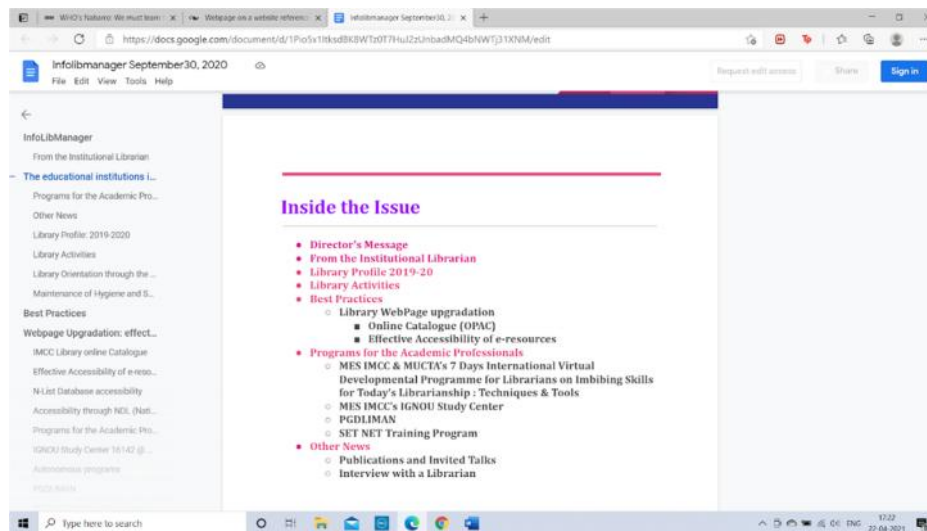 WHO's Nabarro: We must learn
Webpage on a website referenc
Infolibmanager September30, 2
https://docs.google.com/document/d/
Infolibmanager September30, 2020
File Edit View Tools Help
Request edit access
Share
Sign in
InfoLibManager
From the Institutional Librarian
The educational institutions i...
Programs for the Academic Pro...
Other News
Library Profile: 2019-2020
Library Activities
Library Orientation through the ...
Maintenance of Hygiene and S...
Best Practices
Webpage Upgradation: effect...
IMCC Library online Catalogue
Effective Accessibility of e-reso...
N-List Database accessibility
Accessibility through NDL (Nati...
Programs for the Academic Pro...
IGNOU Study Center 16142 @...
Autonomous programs
PGDLIMAN
Inside the Issue
Director's Message
From the Institutional Librarian
Library Profile 2019-20
Library Activities
Best Practices
Library WebPage upgradation
Online Catalogue (OPAC)
Effective Accessibility of e-resources
Programs for the Academic Professionals
MES IMCC & MUCTA's 7 Days International Virtual
Developmental Programme for Librarians on Imbibing Skills
for Today's Librarianship : Techniques & Tools
MES IMCC's IGNOU Study Center
PGDLIMAN
SET NET Training Program
Other News
Publications and Invited Talks
Interview with a Librarian
Type here to search
ENG
17:22
22-04-2021